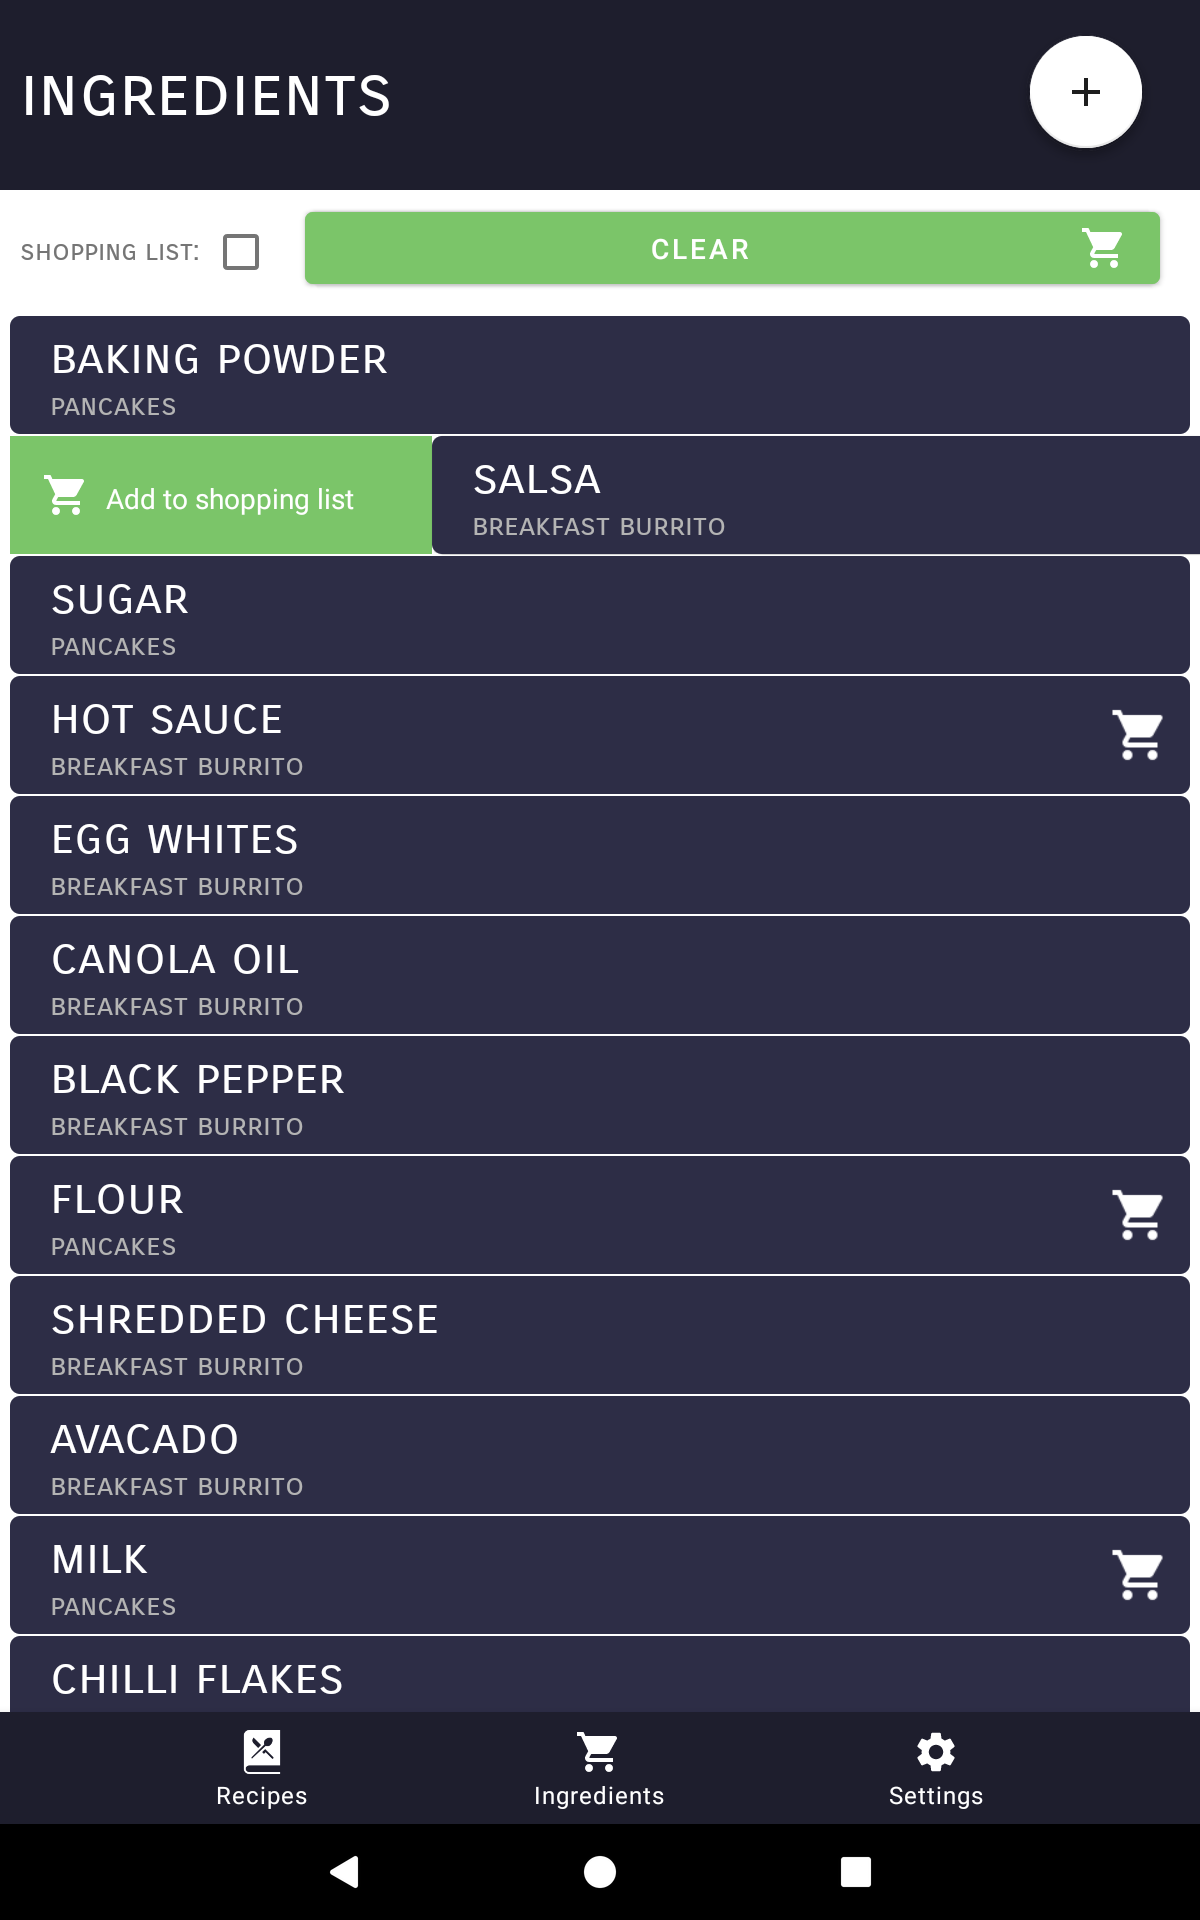 INGREDIENTS
SHOPPING LIST:
CLEAR
BAKING POWDER
PANCAKES
Add to shopping list
SALSA
BREAKFAST BURRITO
SUGAR
PANCAKES
HOT SAUCE
BREAKFAST BURRITO
EGG WHITES
BREAKFAST BURRITO
CANOLA OIL
BREAKFAST BURRITO
BLACK PEPPER
BREAKFAST BURRITO
FLOUR
PANCAKES
SHREDDED CHEESE
BREAKFAST BURRITO
AVACADO
BREAKFAST BURRITO
MILK
PANCAKES
CHILLI FLAKES
Recipes
Ingredients
Settings